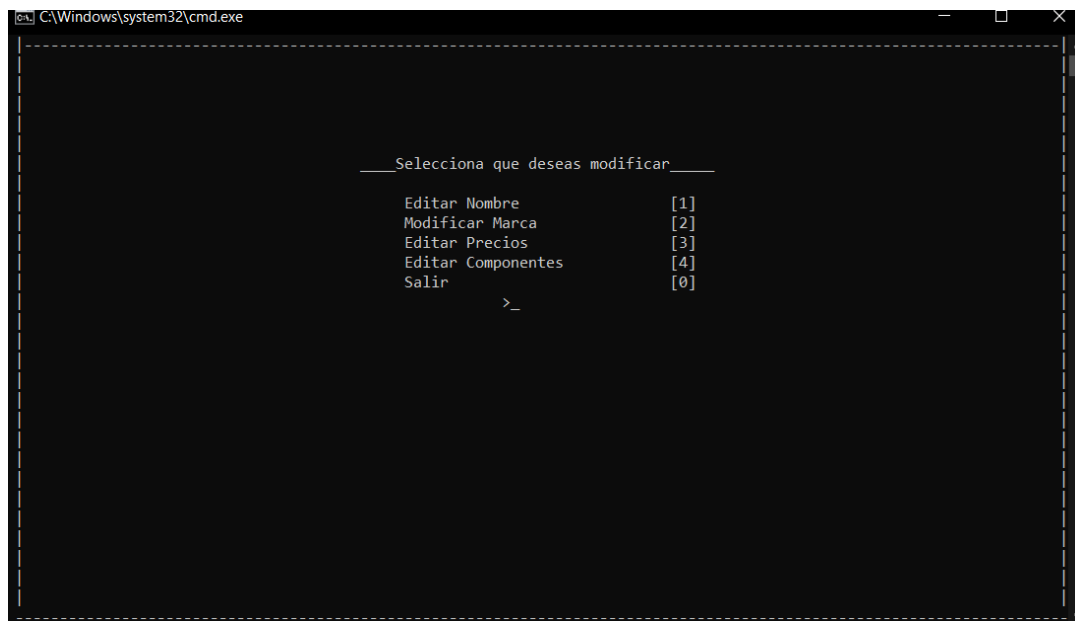 C:\Windows\system32\cmd.exe
____Selecciona que deseas modificar_____
Editar Nombre [1]
Modificar Marca [2]
Editar Precios [3]
Editar Componentes [4]
Salir [0]
>_